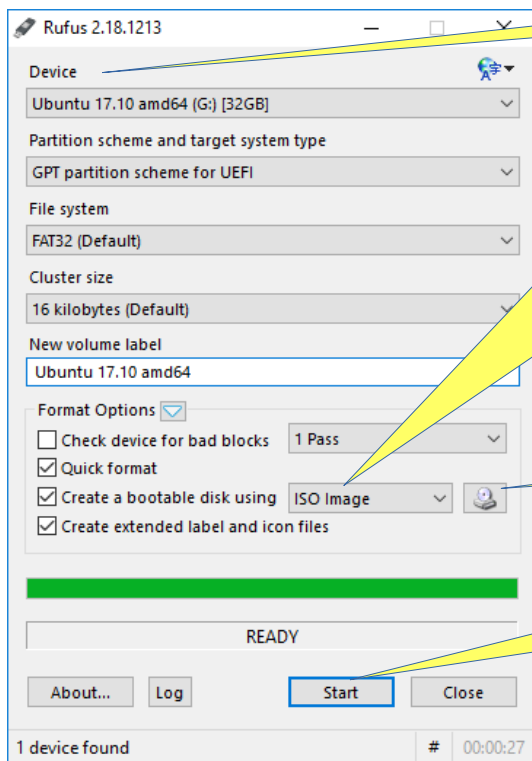 Rufus 2.18.1213
Device
Ubuntu 17.10 amd64 (G:) [32GB]
Partition scheme and target system type
GPT partition scheme for UEFI
File system
FAT32 (Default)
Cluster size
16 kilobytes (Default)
New volume label
Ubuntu 17.10 amd64
Format Options
Check device for bad blocks 1 Pass
Quick format
Create a bootable disk using ISO Image
Create extended label and icon files
READY
About... Log Start Close
1 device found # 00:00:27